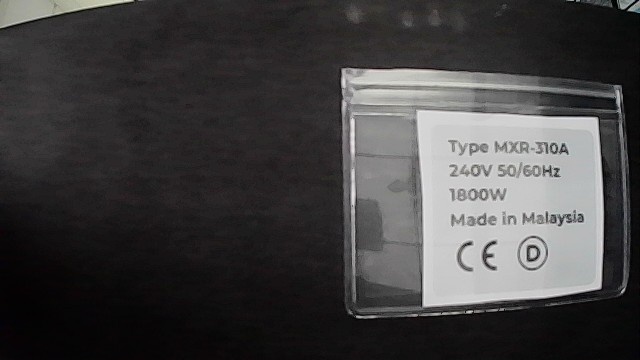 Type MXR-310A
240V 50/60Hz
1800W
Made in Malaysia
CE D